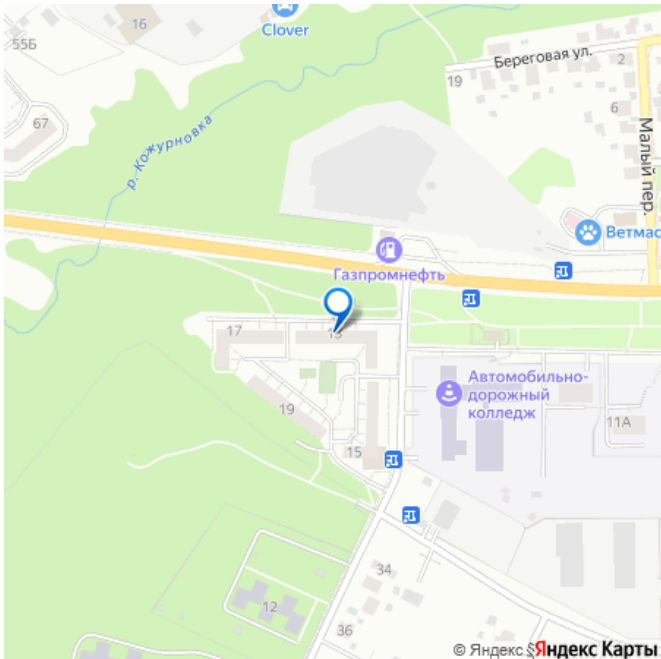 16
Clover
55Б
Береговая ул.
2
19
67
р. Кожурновка
6
Малый пер.
Ветмас
Газпромнефть
17
13
Автомобильно-
дорожный
колледж
19
11А
15
34
12
36
© Яндекс
Яндекс Карты